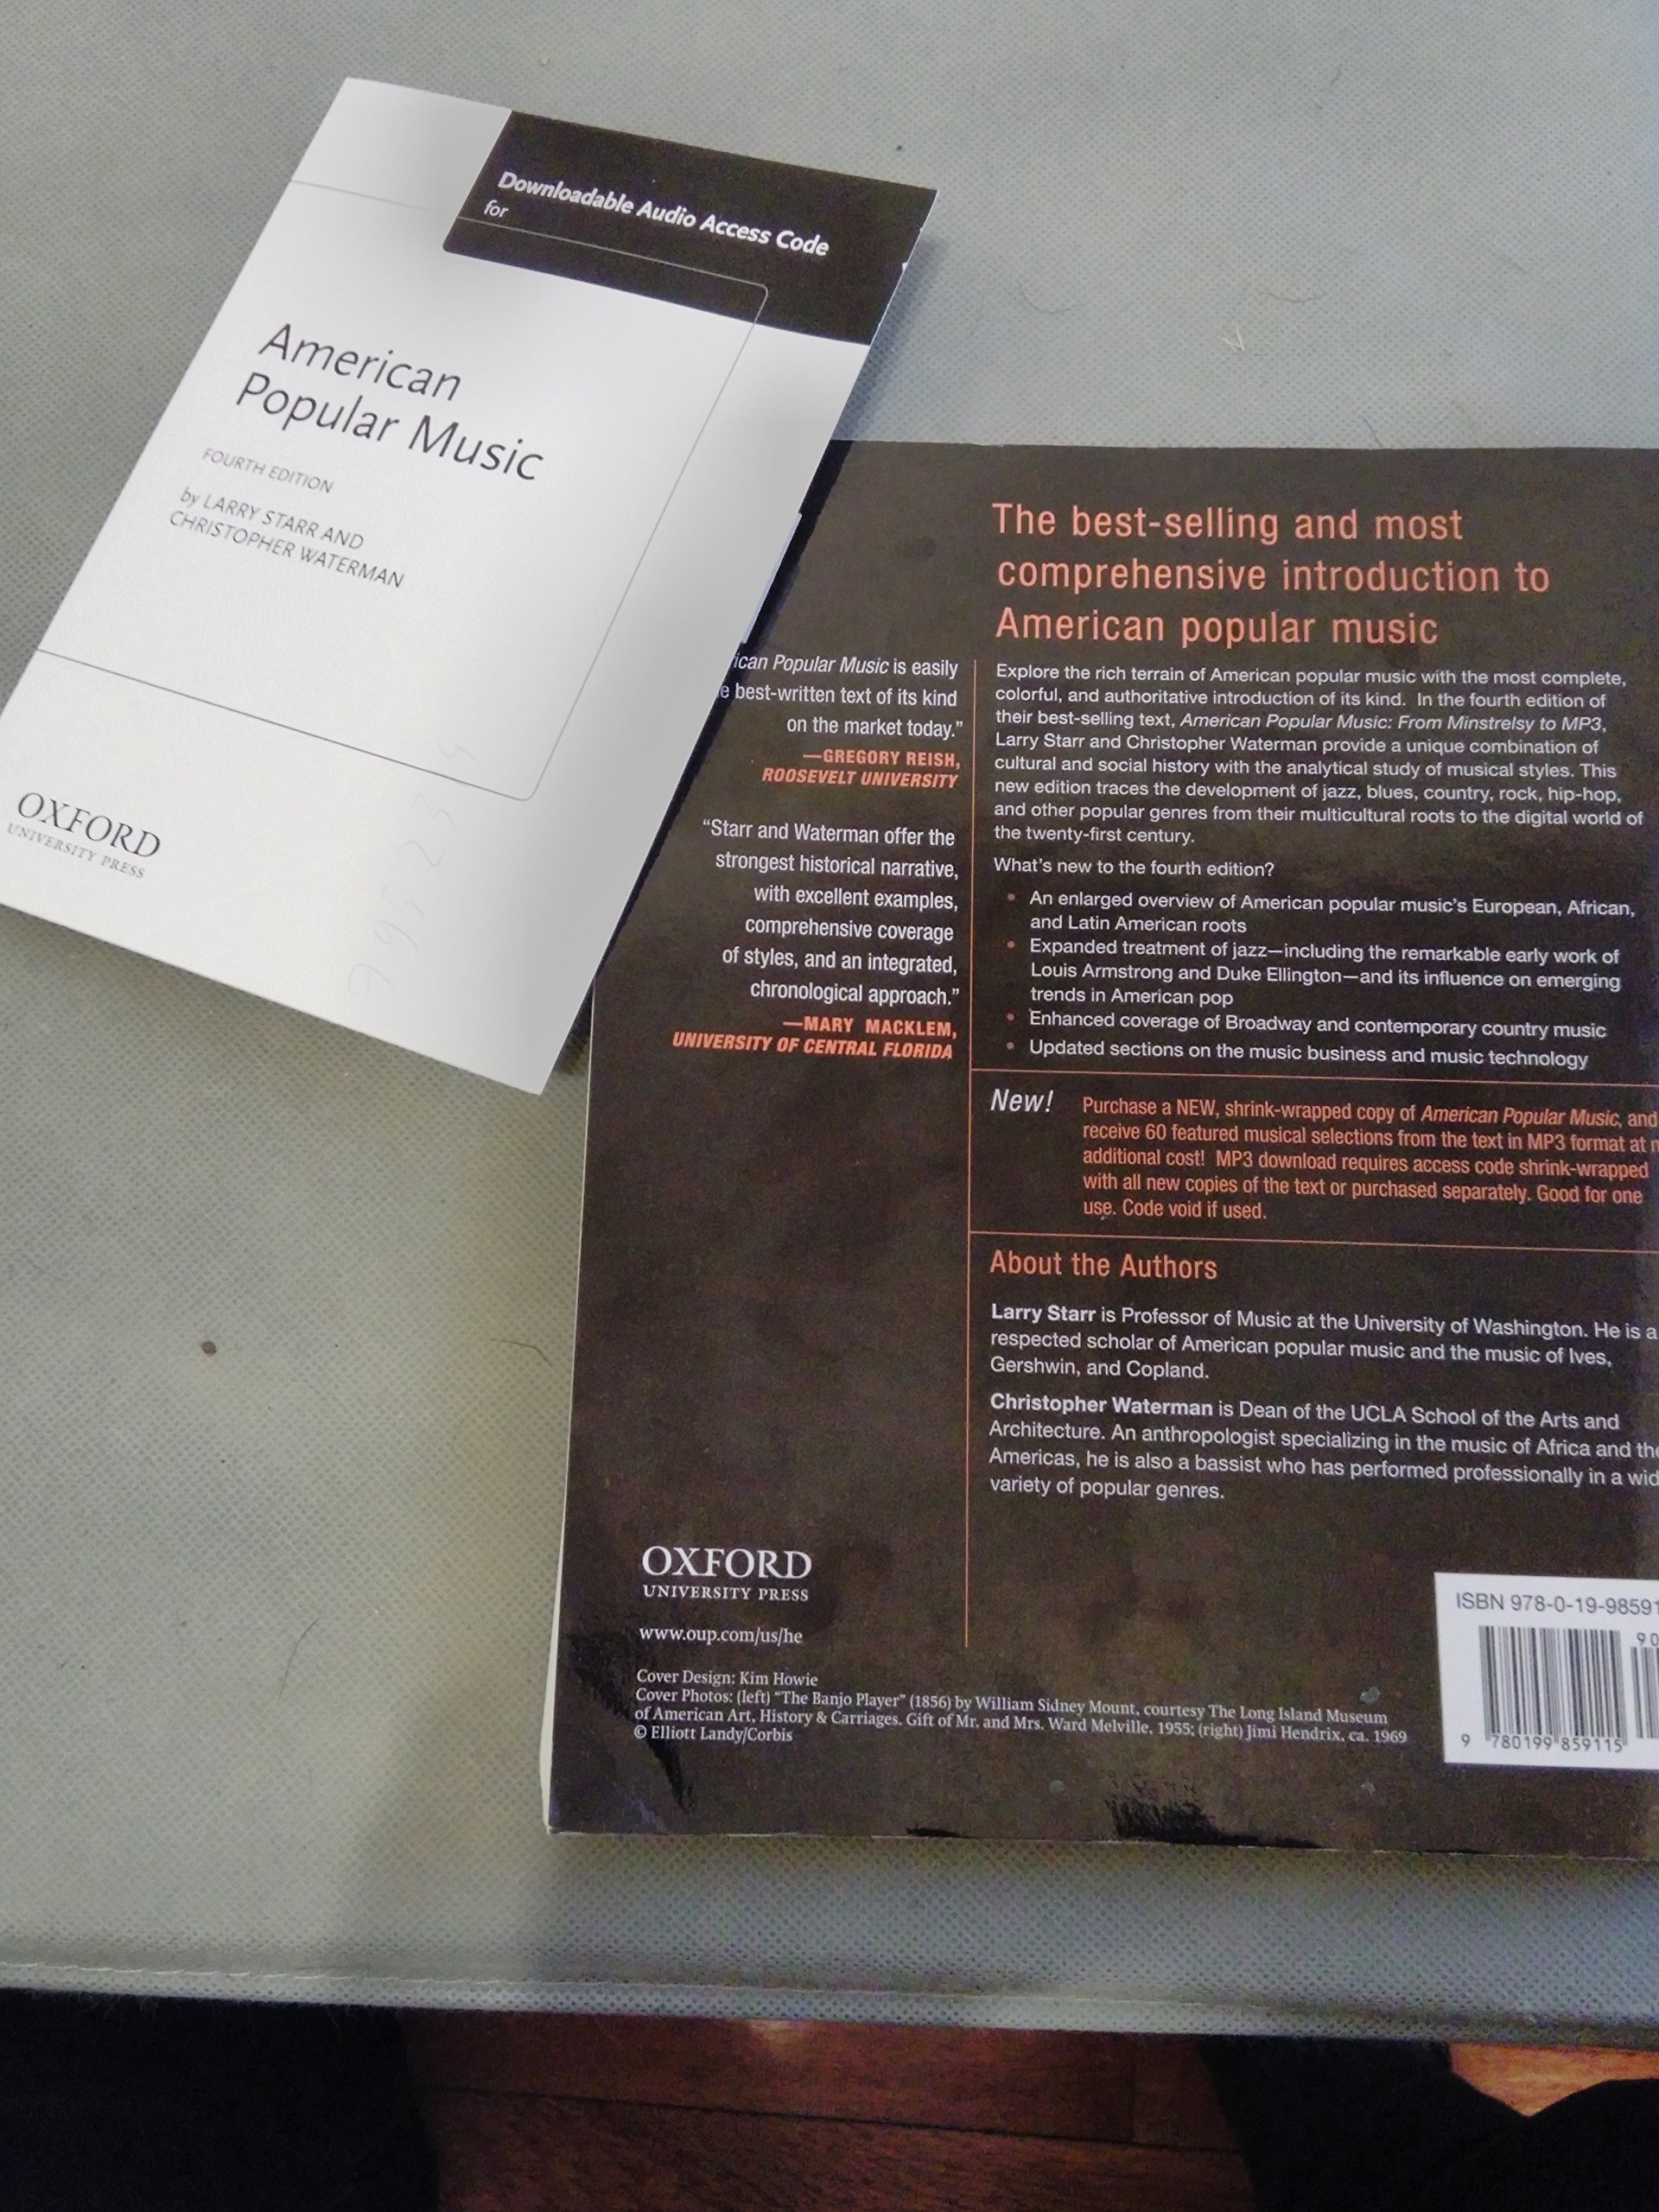 Downloadable Audio Access Code
for
American
Popular Music
FOURTH EDITION
by LARRY STARR AND
CHRISTOPHER WATERMAN
OXFORD
UNIVERSITY PRESS
ican Popular Music is easily
e best-written text of its kind
on the market today.”
—GREGORY REISH,
ROOSEVELT UNIVERSITY
“Starr and Waterman offer the
strongest historical narrative,
with excellent examples,
comprehensive coverage
of styles, and an integrated,
chronological approach.”
—MARY MACKLEM,
UNIVERSITY OF CENTRAL FLORIDA
The best-selling and most
comprehensive introduction to
American popular music
Explore the rich terrain of American popular music with the most complete,
colorful, and authoritative introduction of its kind. In the fourth edition of
their best-selling text, American Popular Music: From Minstrelsy to MP3,
Larry Starr and Christopher Waterman provide a unique combination of
cultural and social history with the analytical study of musical styles. This
new edition traces the development of jazz, blues, country, rock, hip-hop,
and other popular genres from their multicultural roots to the digital world of
the twenty-first century.
What's new to the fourth edition?
• An enlarged overview of American popular music's European, African,
and Latin American roots
• Expanded treatment of jazz—including the remarkable early work of
Louis Armstrong and Duke Ellington—and its influence on emerging
trends in American pop
• Enhanced coverage of Broadway and contemporary country music
• Updated sections on the music business and music technology
New!
Purchase a NEW, shrink-wrapped copy of American Popular Music, and
receive 60 featured musical selections from the text in MP3 format at n
additional cost! MP3 download requires access code shrink-wrapped
with all new copies of the text or purchased separately. Good for one
use. Code void if used.
About the Authors
Larry Starr is Professor of Music at the University of Washington. He is a
respected scholar of American popular music and the music of Ives,
Gershwin, and Copland.
Christopher Waterman is Dean of the UCLA School of the Arts and
Architecture. An anthropologist specializing in the music of Africa and the
Americas, he is also a bassist who has performed professionally in a wid
variety of popular genres.
OXFORD
UNIVERSITY PRESS
www.oup.com/us/he
Cover Design: Kim Howie
Cover Photos: (left) “The Banjo Player” (1856) by William Sidney Mount, courtesy The Long Island Museum
of American Art, History & Carriages. Gift of Mr. and Mrs. Ward Melville, 1955; (right) Jimi Hendrix, ca. 1969
© Elliott Landy/Corbis
ISBN 978-0-19-98591
90
9 780199 859115